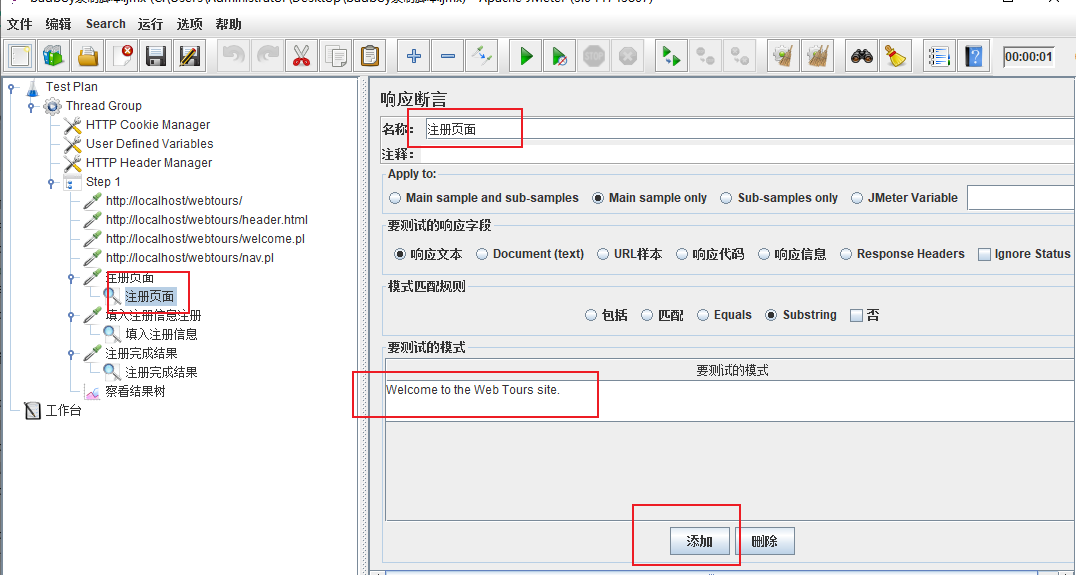 文件 编辑 Search 运行 选项 帮助
00:00:01
Test Plan
Thread Group
HTTP Cookie Manager
User Defined Variables
HTTP Header Manager
Step 1
http://localhost/webtours/
http://localhost/webtours/header.html
http://localhost/webtours/welcome.pl
http://localhost/webtours/nav.pl
注册页面
注册页面
填入注册信息注册
填入注册信息
注册完成结果
注册完成结果
察看结果树
工作台
响应断言
名称： 注册页面
注释：
Apply to:
Main sample and sub-samples Main sample only Sub-samples only JMeter Variable
要测试的响应字段
响应文本 Document (text) URL样本 响应代码 响应信息 Response Headers Ignore Status
模式匹配规则
包括 匹配 Equals Substring 否
要测试的模式
要测试的模式
Welcome to the Web Tours site.
添加 删除